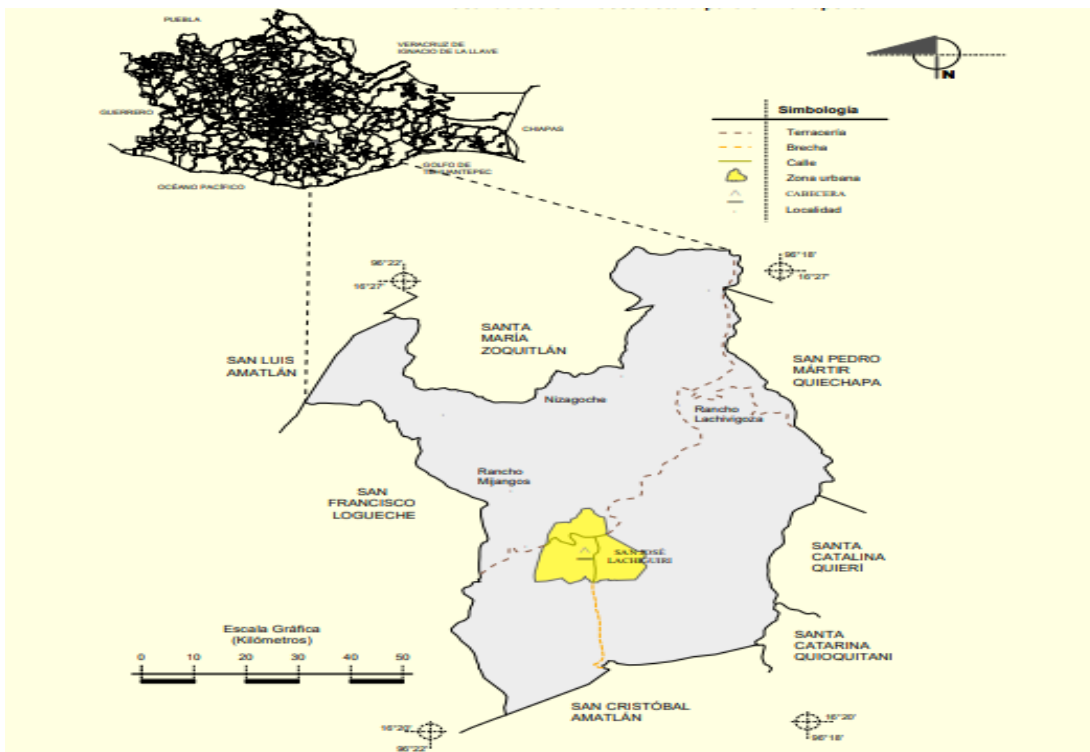 PUEBLA
VERACRUZ DE
IGNACIO DE LA LLAVE
GUERRERO
CHIAPAS
GOLFO DE
TEHUANTEPEC
OCÉANO PACÍFICO
N
Simbología
Terracería
Brecha
Calle
Zona urbana
CABECERA
Localidad
96°22'
16°27'
96°18'
16°27'
SANTA
MARÍA
ZOQUITLÁN
SAN LUIS
AMATLÁN
SAN PEDRO
MÁRTIR
QUIECHAPA
Nizagoche
Rancho
Lachivigoza
Rancho
Mijangos
SAN
FRANCISCO
LOGUECHE
SAN JOSÉ
LACHIGUIRI
SANTA
CATALINA
QUIERÍ
Escala Gráfica
(Kilómetros)
0 10 20 30 40 50
SANTA
CATARINA
QUIOQUITANI
SAN CRISTÓBAL
AMATLÁN
16°20'
96°22'
16°20'
96°18'